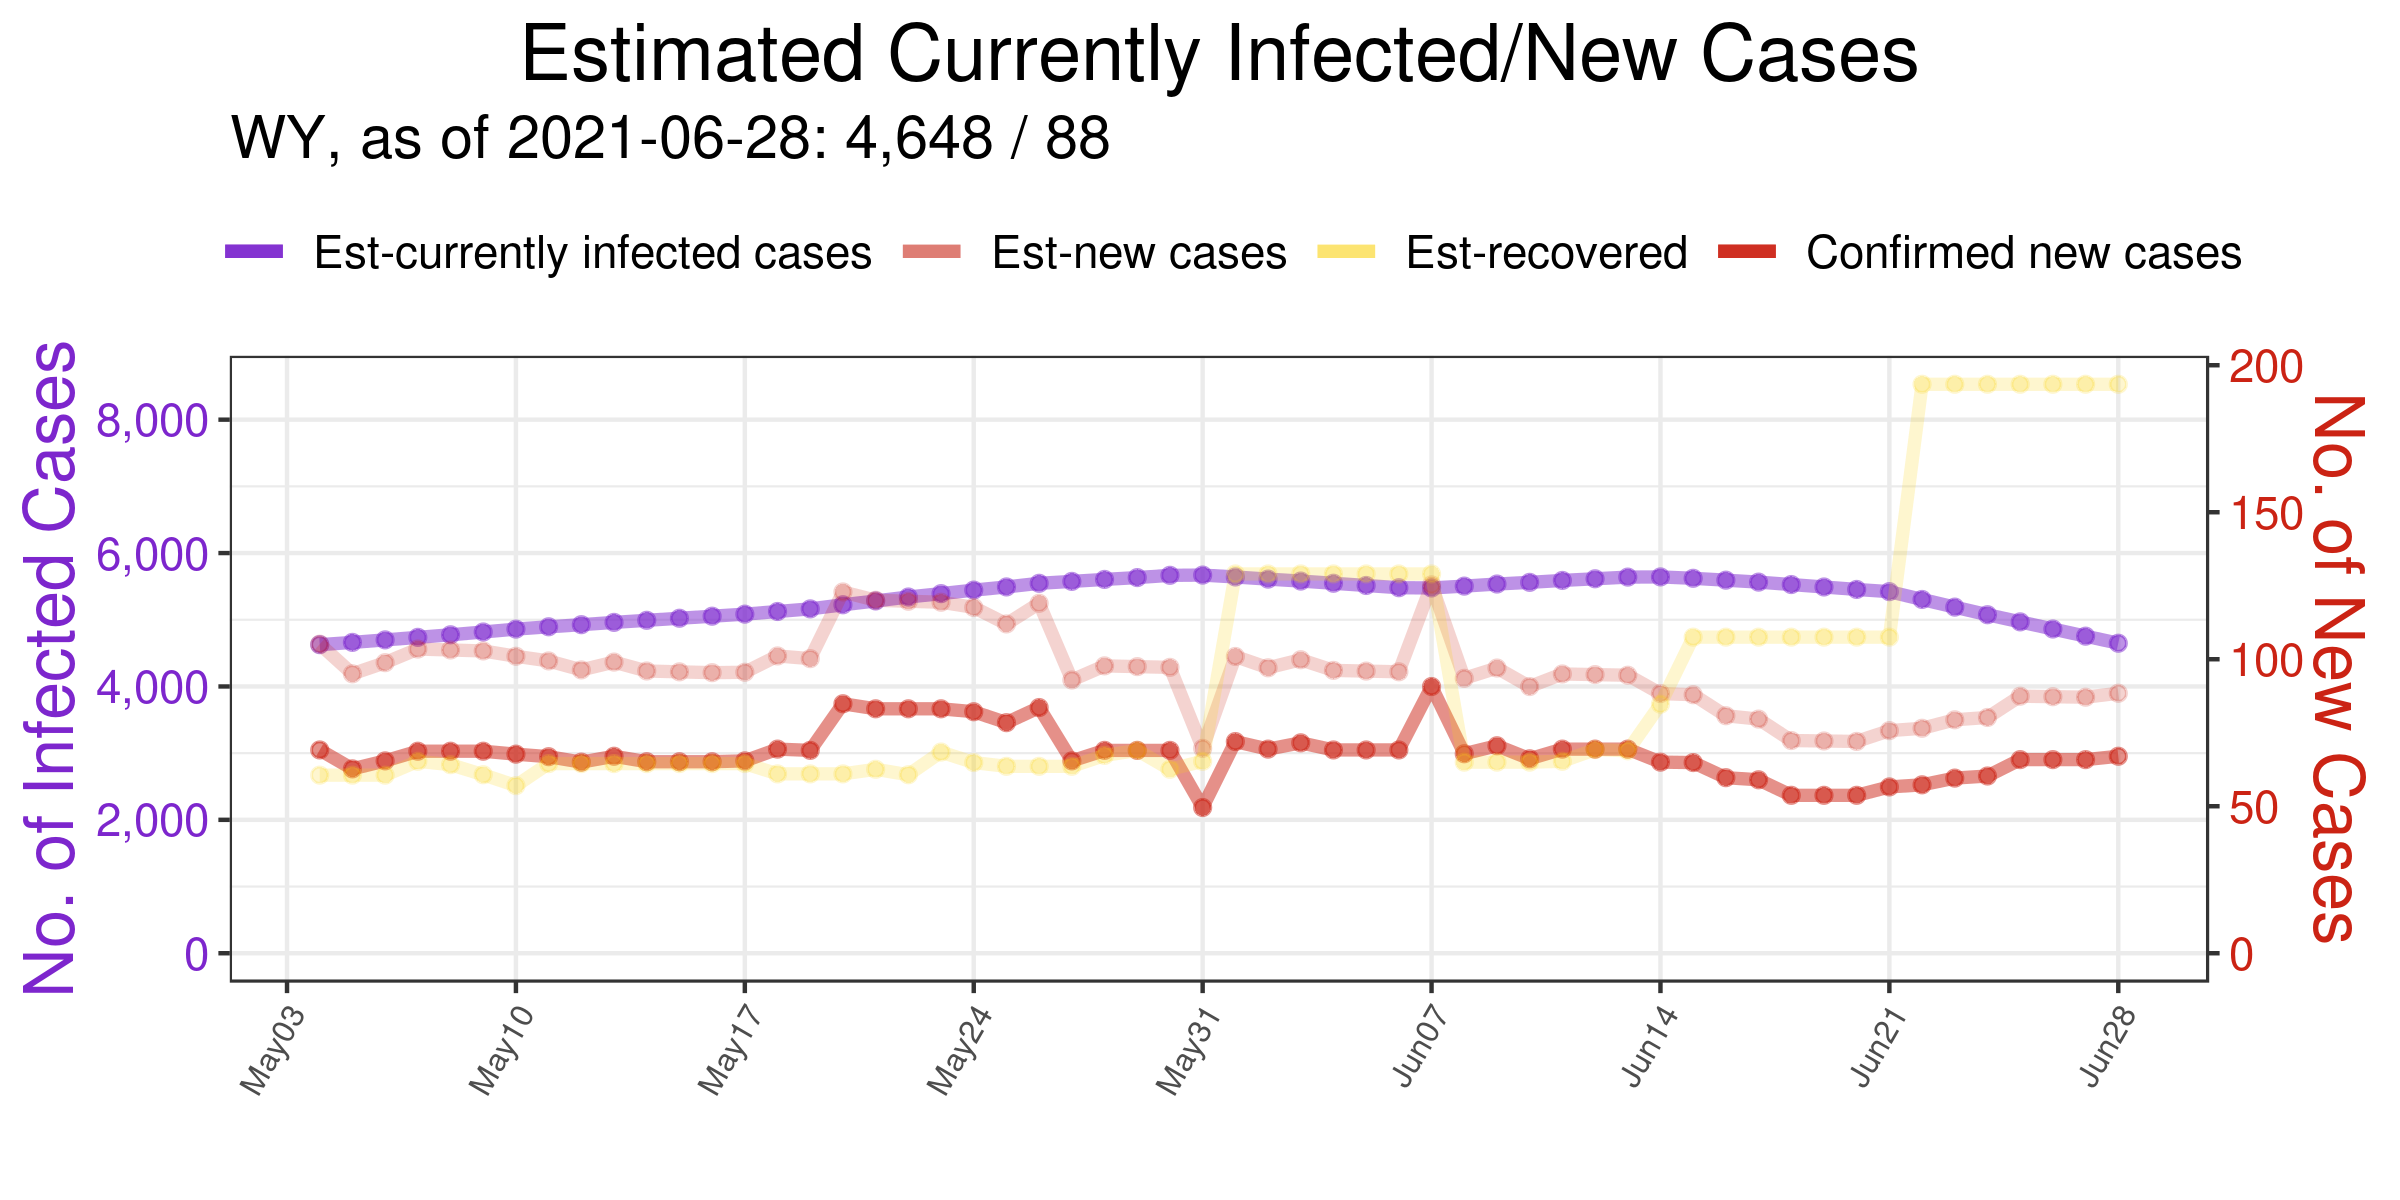 Estimated Currently Infected/New Cases
WY, as of 2021-06-28: 4,648 / 88
Est-currently infected cases Est-new cases Est-recovered Confirmed new cases
No. of Infected Cases
8,000
6,000
4,000
2,000
0
200
150
100
50
0
No. of New Cases
May03 May10 May17 May24 May31 Jun07 Jun14 Jun21 Jun28